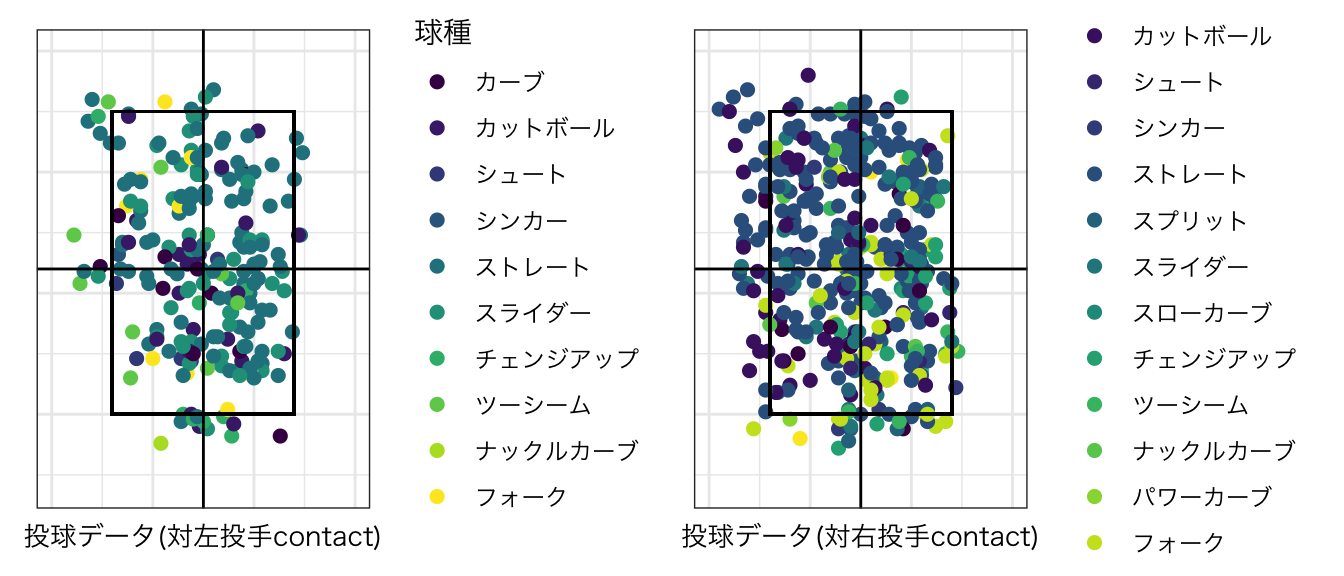 球種
カーブ
カットボール
シュート
シンカー
ストレート
スライダー
チェンジアップ
ツーシーム
ナックルカーブ
フォーク
投球データ(対左投手contact)
カットボール
シュート
シンカー
ストレート
スプリット
スライダー
スローカーブ
チェンジアップ
ツーシーム
ナックルカーブ
パワーカーブ
フォーク
投球データ(対右投手contact)